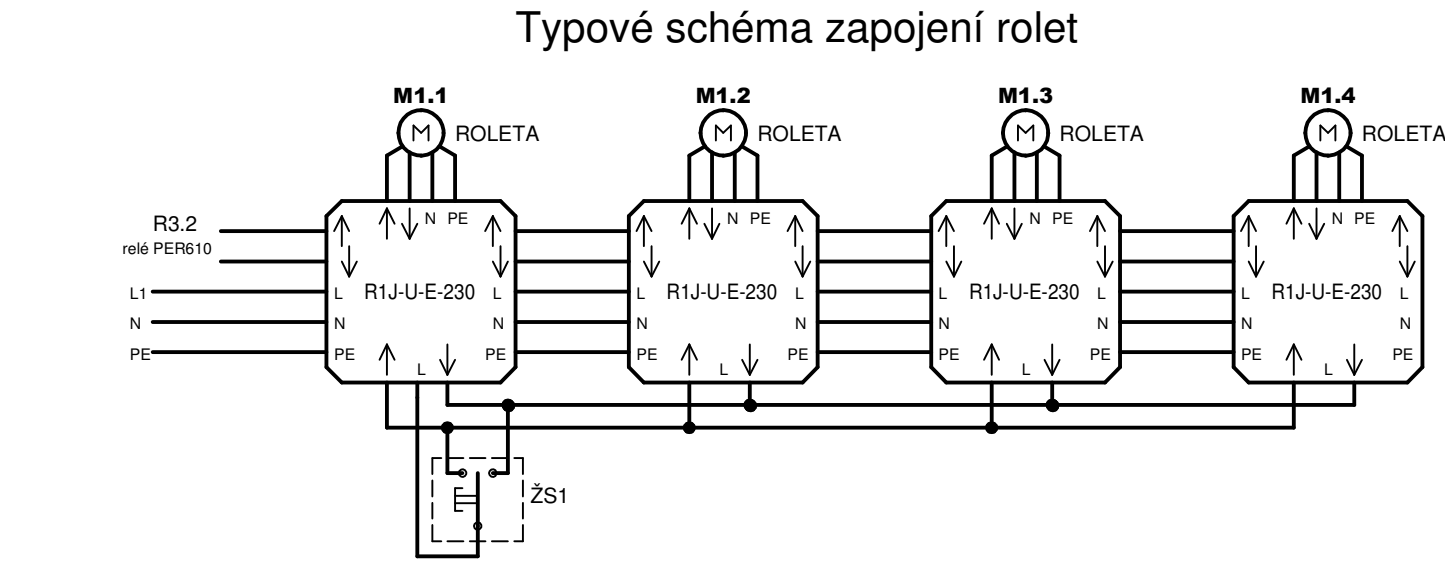 Typové schéma zapojení rolet
M1.1 M1.2 M1.3 M1.4
M ROLETA M ROLETA M ROLETA M ROLETA
N PE N PE N PE N PE
R3.2
relé PER610
L1 L R1J-U-E-230 L L R1J-U-E-230 L L R1J-U-E-230 L L R1J-U-E-230 L
N N N N N N N N N
PE PE PE PE PE PE PE PE PE
L L L L
ŽS1